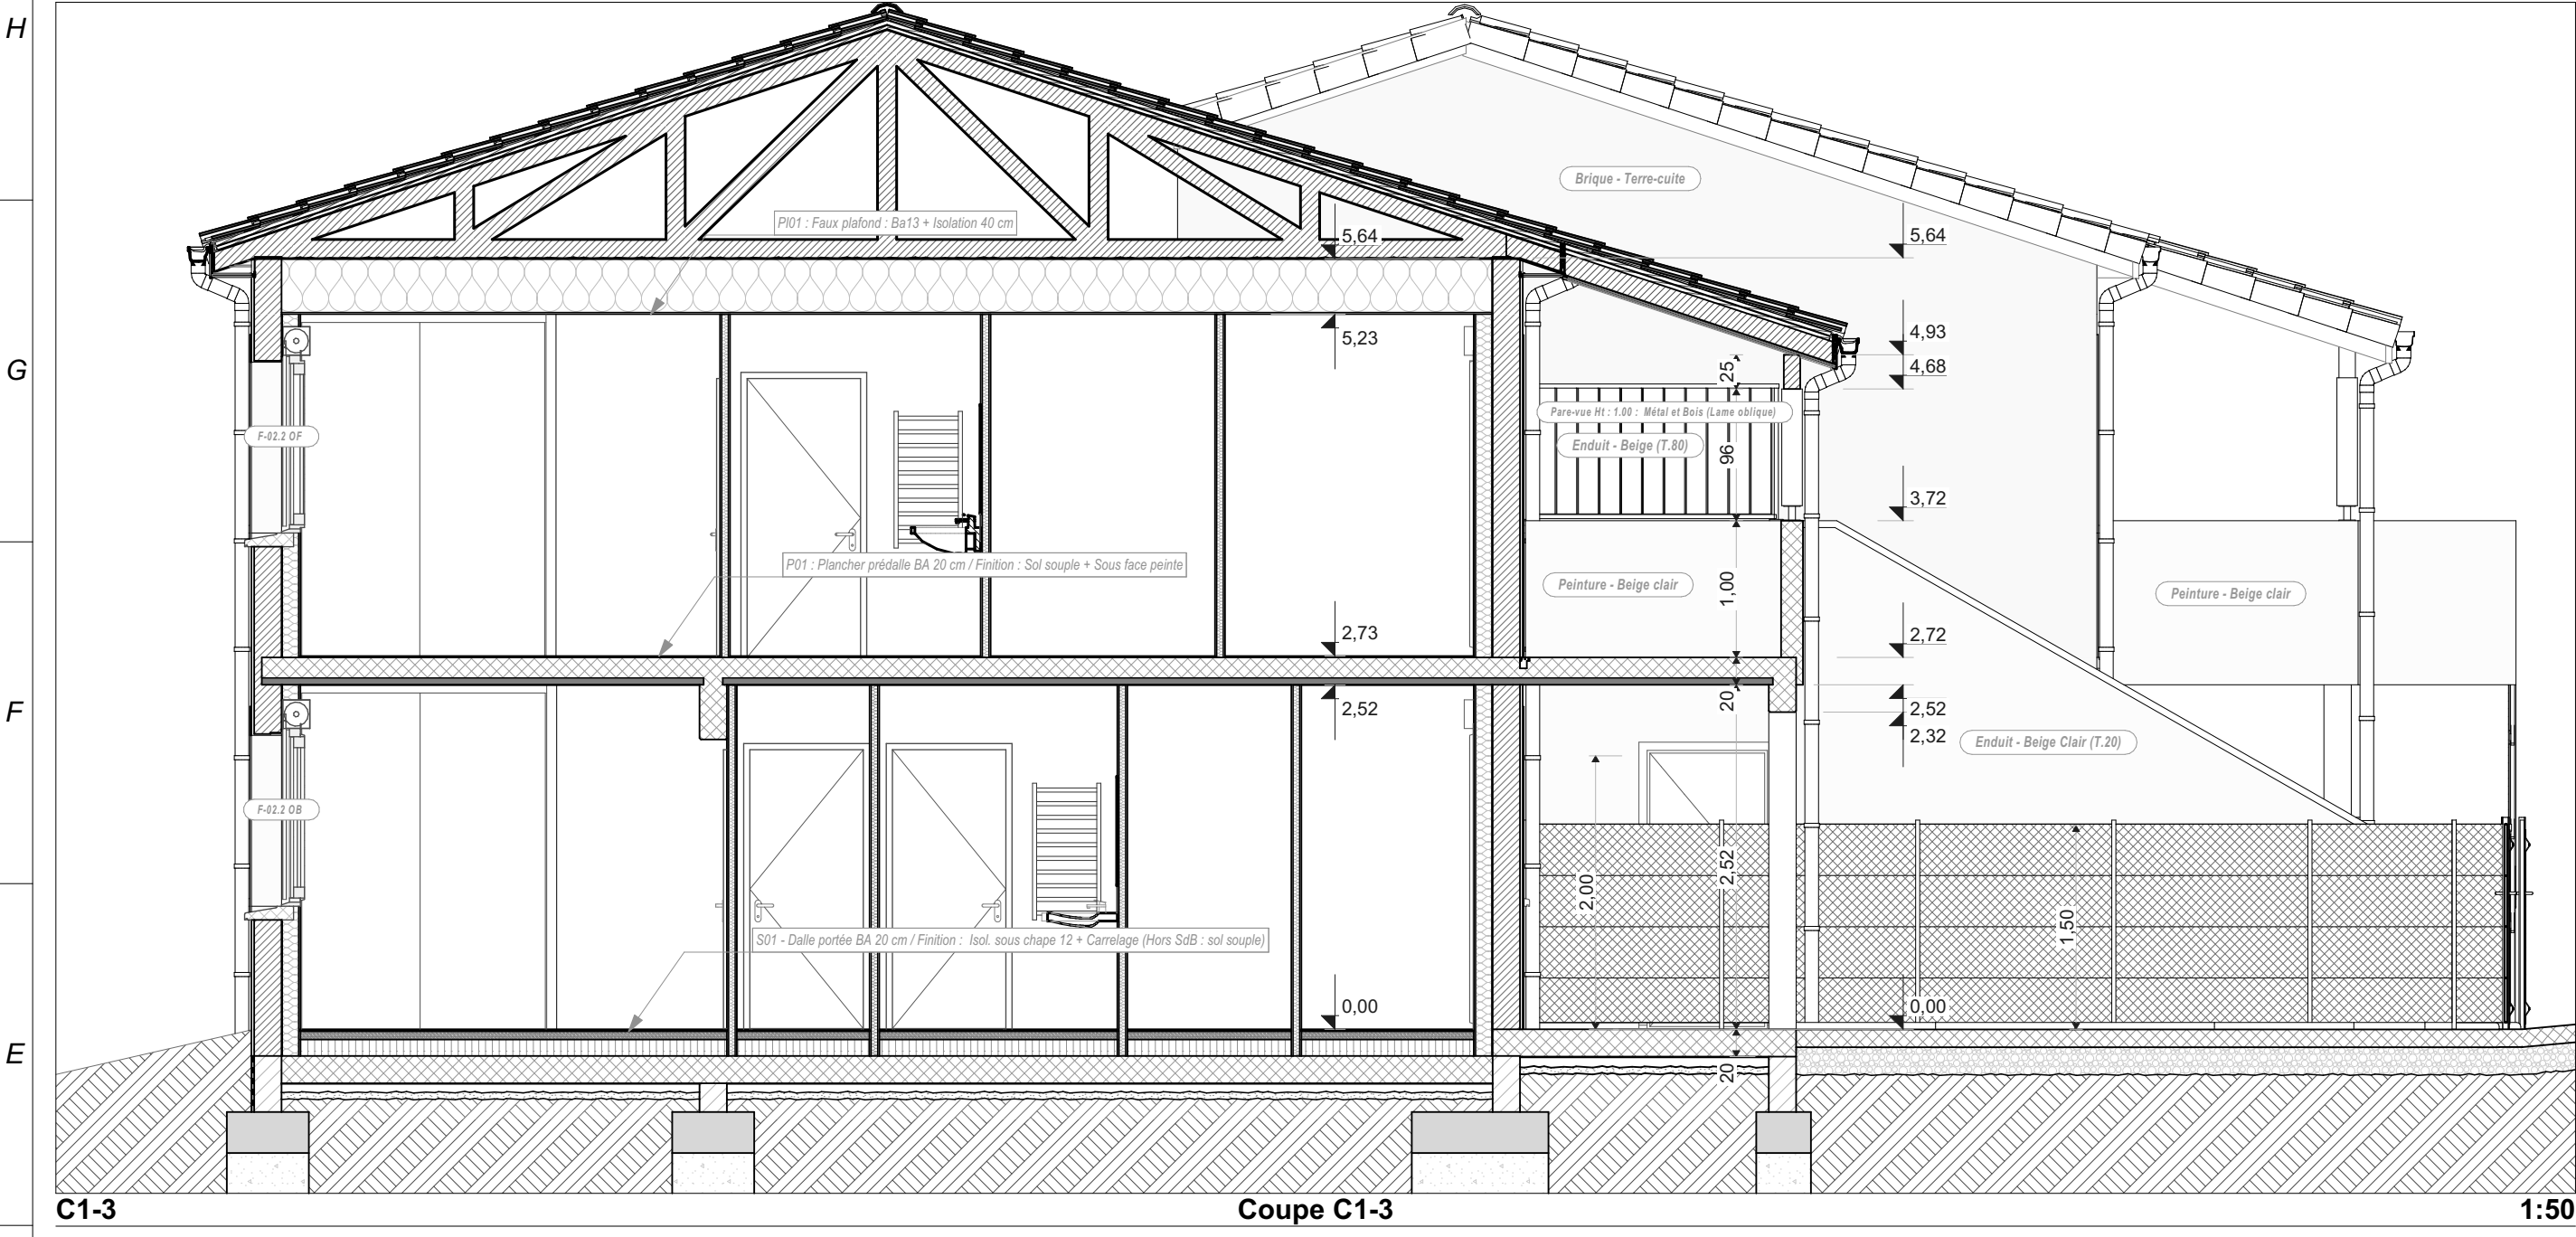 H
Brique - Terre-cuite
Pl01 : Faux plafond : Ba13 + Isolation 40 cm
5,64
5,64
5,23
4,93
G
4,68
25
Pare-vue Ht : 1.00 : Métal et Bois (Lame oblique)
F-02.2 OF
Enduit - Beige (T.80)
96
3,72
P01 : Plancher prédalle BA 20 cm / Finition : Sol souple + Sous face peinte
Peinture - Beige clair
1,00
Peinture - Beige clair
2,73
2,72
F
2,52
20
2,52
2,32
Enduit - Beige Clair (T.20)
F-02.2 OB
2,00
2,52
1,50
S01 - Dalle portée BA 20 cm / Finition : Isol. sous chape 12 + Carrelage (Hors SdB : sol souple)
0,00
0,00
E
20
C1-3
Coupe C1-3
1:50